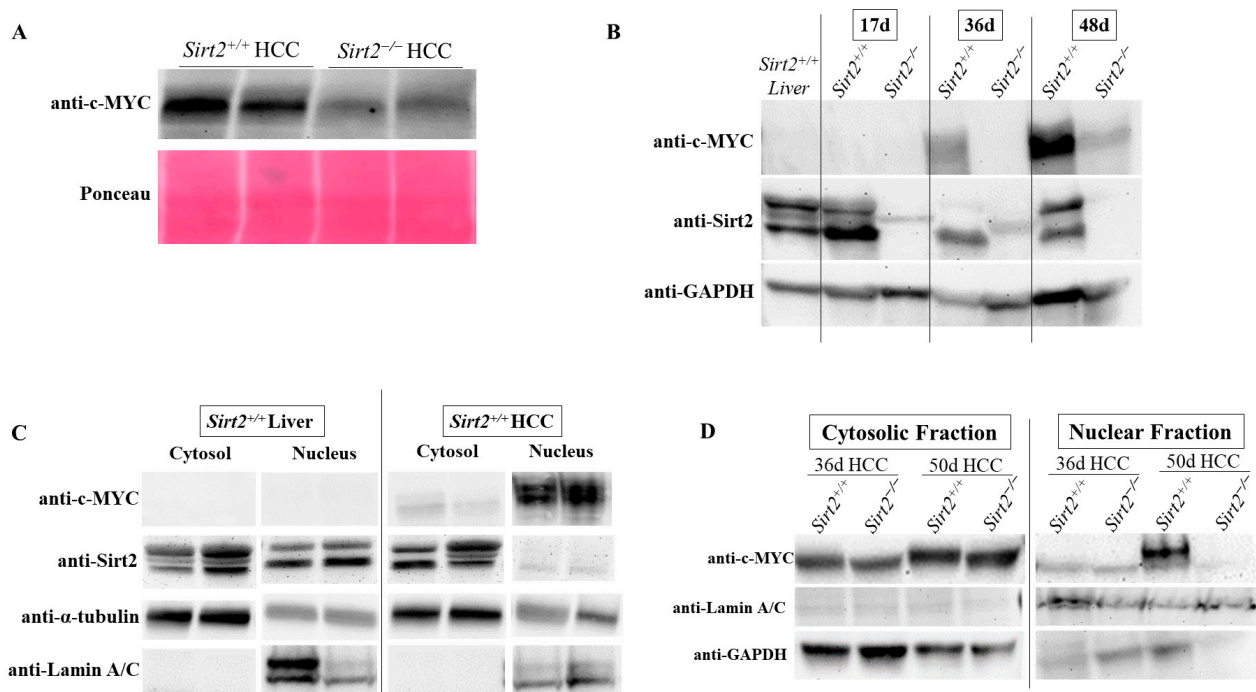 A
Sirt2+/+ HCC Sirt2−/− HCC
anti-c-MYC
Ponceau
B
17d 36d 48d
Sirt2+/+ Liver
Sirt2+/+ Sirt2−/− Sirt2+/+ Sirt2−/− Sirt2+/+ Sirt2−/−
anti-c-MYC
anti-Sirt2
anti-GAPDH
C
Sirt2+/+ Liver Sirt2+/+ HCC
Cytosol Nucleus Cytosol Nucleus
anti-c-MYC
anti-Sirt2
anti-α-tubulin
anti-Lamin A/C
D
Cytosolic Fraction Nuclear Fraction
36d HCC 50d HCC 36d HCC 50d HCC
Sirt2+/+ Sirt2−/− Sirt2+/+ Sirt2−/− Sirt2+/+ Sirt2−/− Sirt2+/+ Sirt2−/−
anti-c-MYC
anti-Lamin A/C
anti-GAPDH